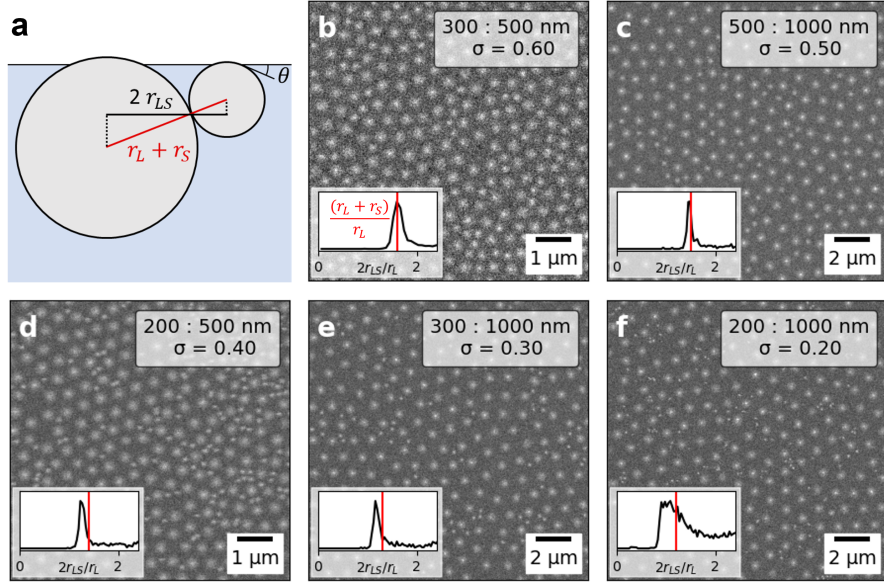 a
θ
2 r_LS
r_L + r_S
b
300 : 500 nm
σ = 0.60
(r_L + r_S)
r_L
0
2r_LS/r_L
2
1 μm
c
500 : 1000 nm
σ = 0.50
0
2r_LS/r_L
2
2 μm
d
200 : 500 nm
σ = 0.40
0
2r_LS/r_L
2
1 μm
e
300 : 1000 nm
σ = 0.30
0
2r_LS/r_L
2
2 μm
f
200 : 1000 nm
σ = 0.20
0
2r_LS/r_L
2
2 μm